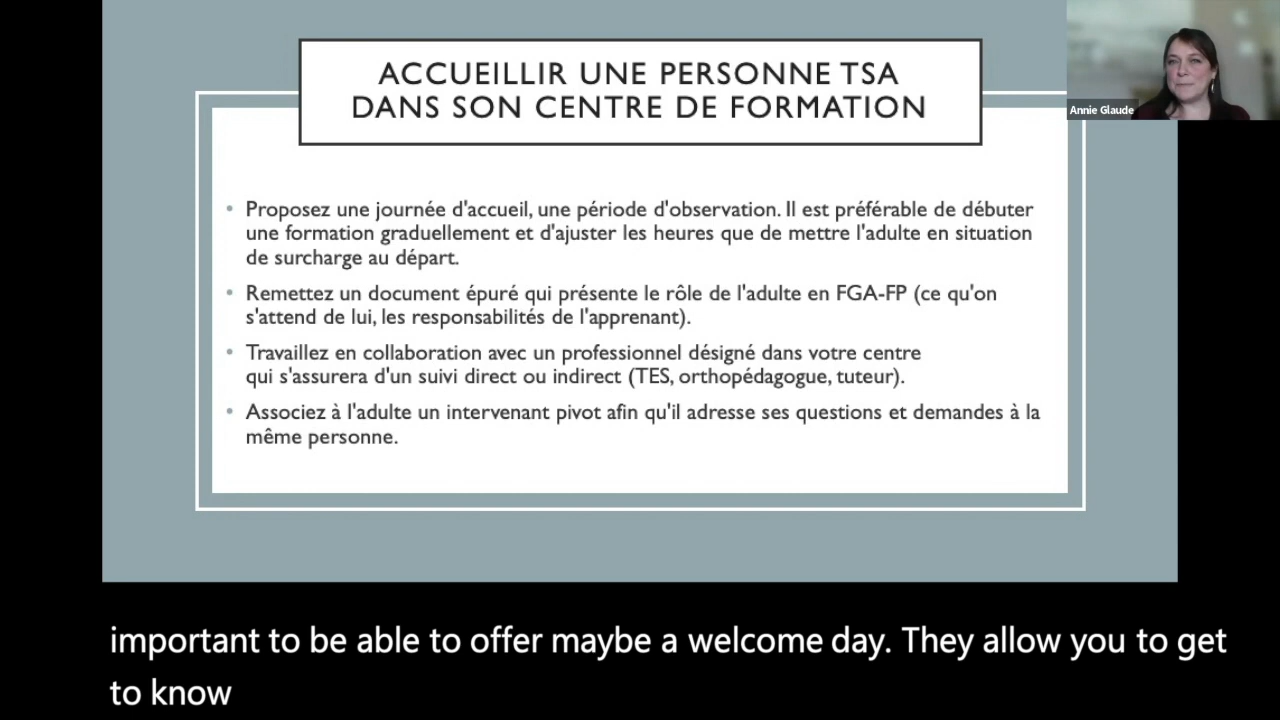 ACCUEILLIR UNE PERSONNE TSA
DANS SON CENTRE DE FORMATION
Annie Glaude
• Proposez une journée d'accueil, une période d'observation. Il est préférable de débuter
une formation graduellement et d'ajuster les heures que de mettre l'adulte en situation
de surcharge au départ.
• Remettez un document épuré qui présente le rôle de l'adulte en FGA-FP (ce qu'on
s'attend de lui, les responsabilités de l'apprenant).
• Travaillez en collaboration avec un professionnel désigné dans votre centre
qui s'assurera d'un suivi direct ou indirect (TES, orthopédagogue, tuteur).
• Associez à l'adulte un intervenant pivot afin qu'il adresse ses questions et demandes à la
même personne.
important to be able to offer maybe a welcome day. They allow you to get
to know